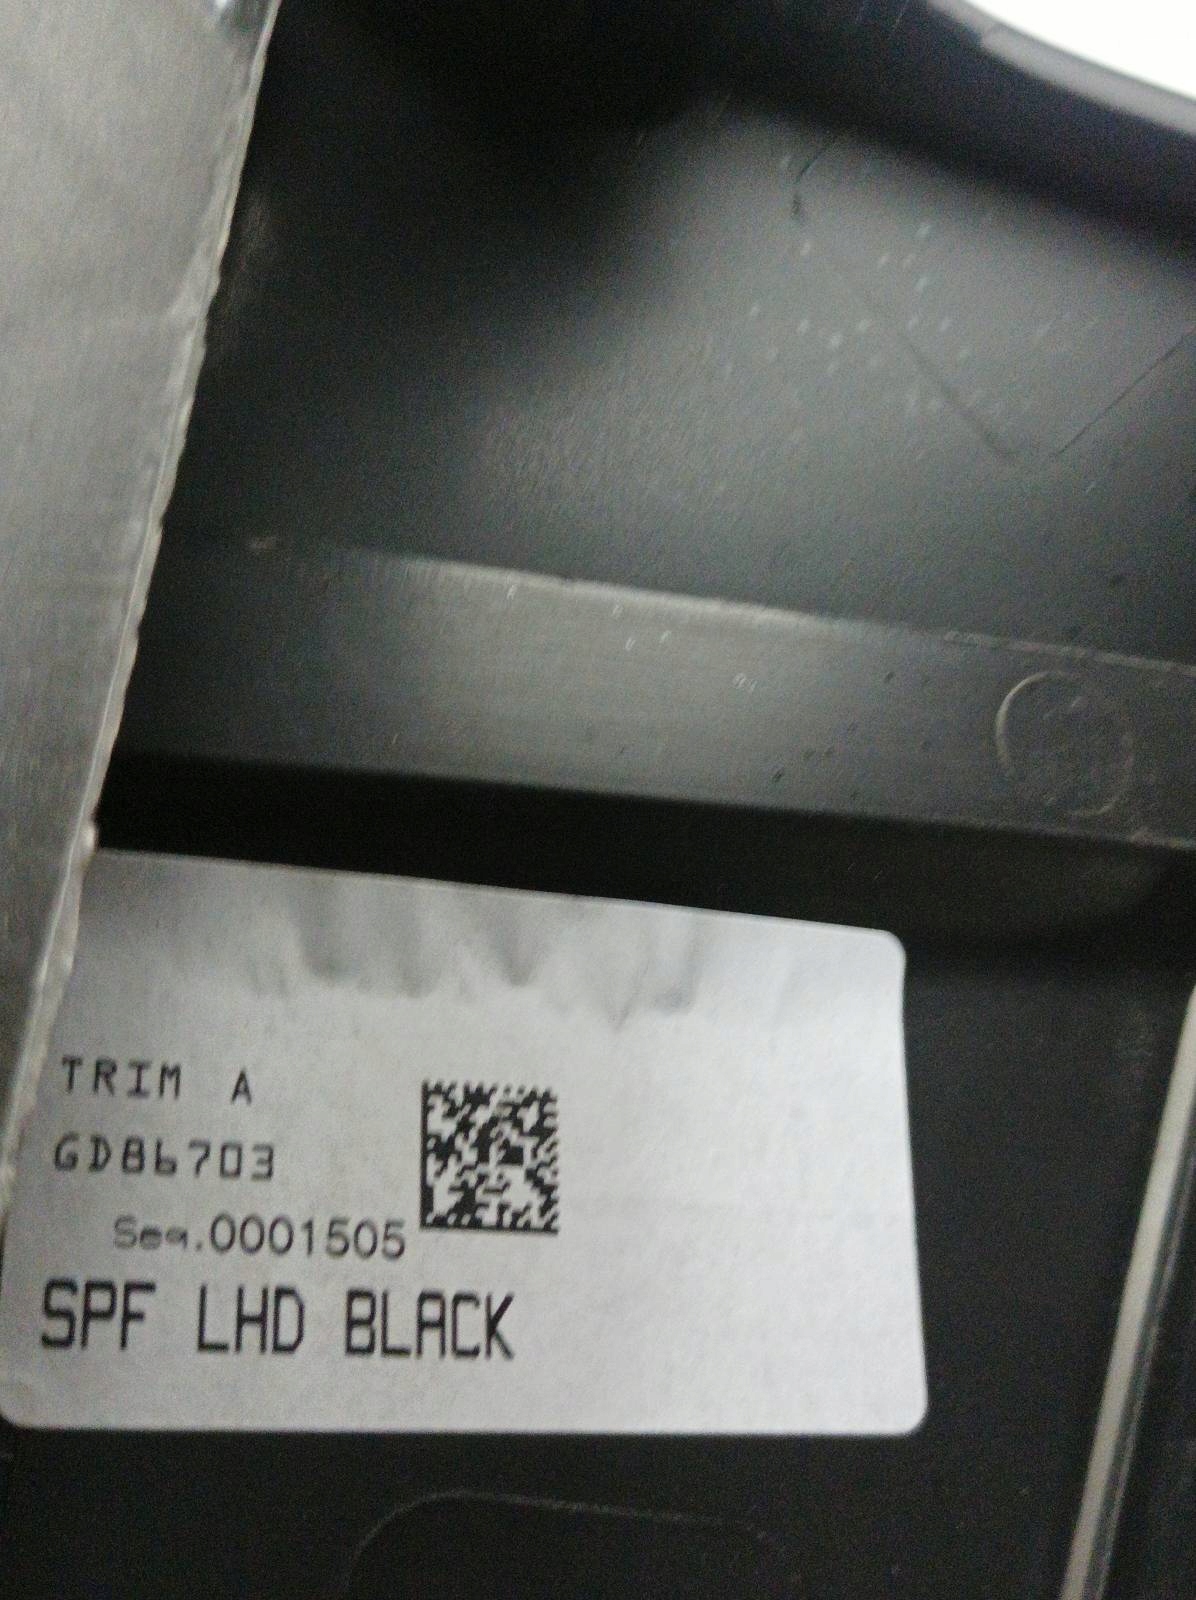 TRIM A
GD86703
Seq.0001505
SPF LHD BLACK